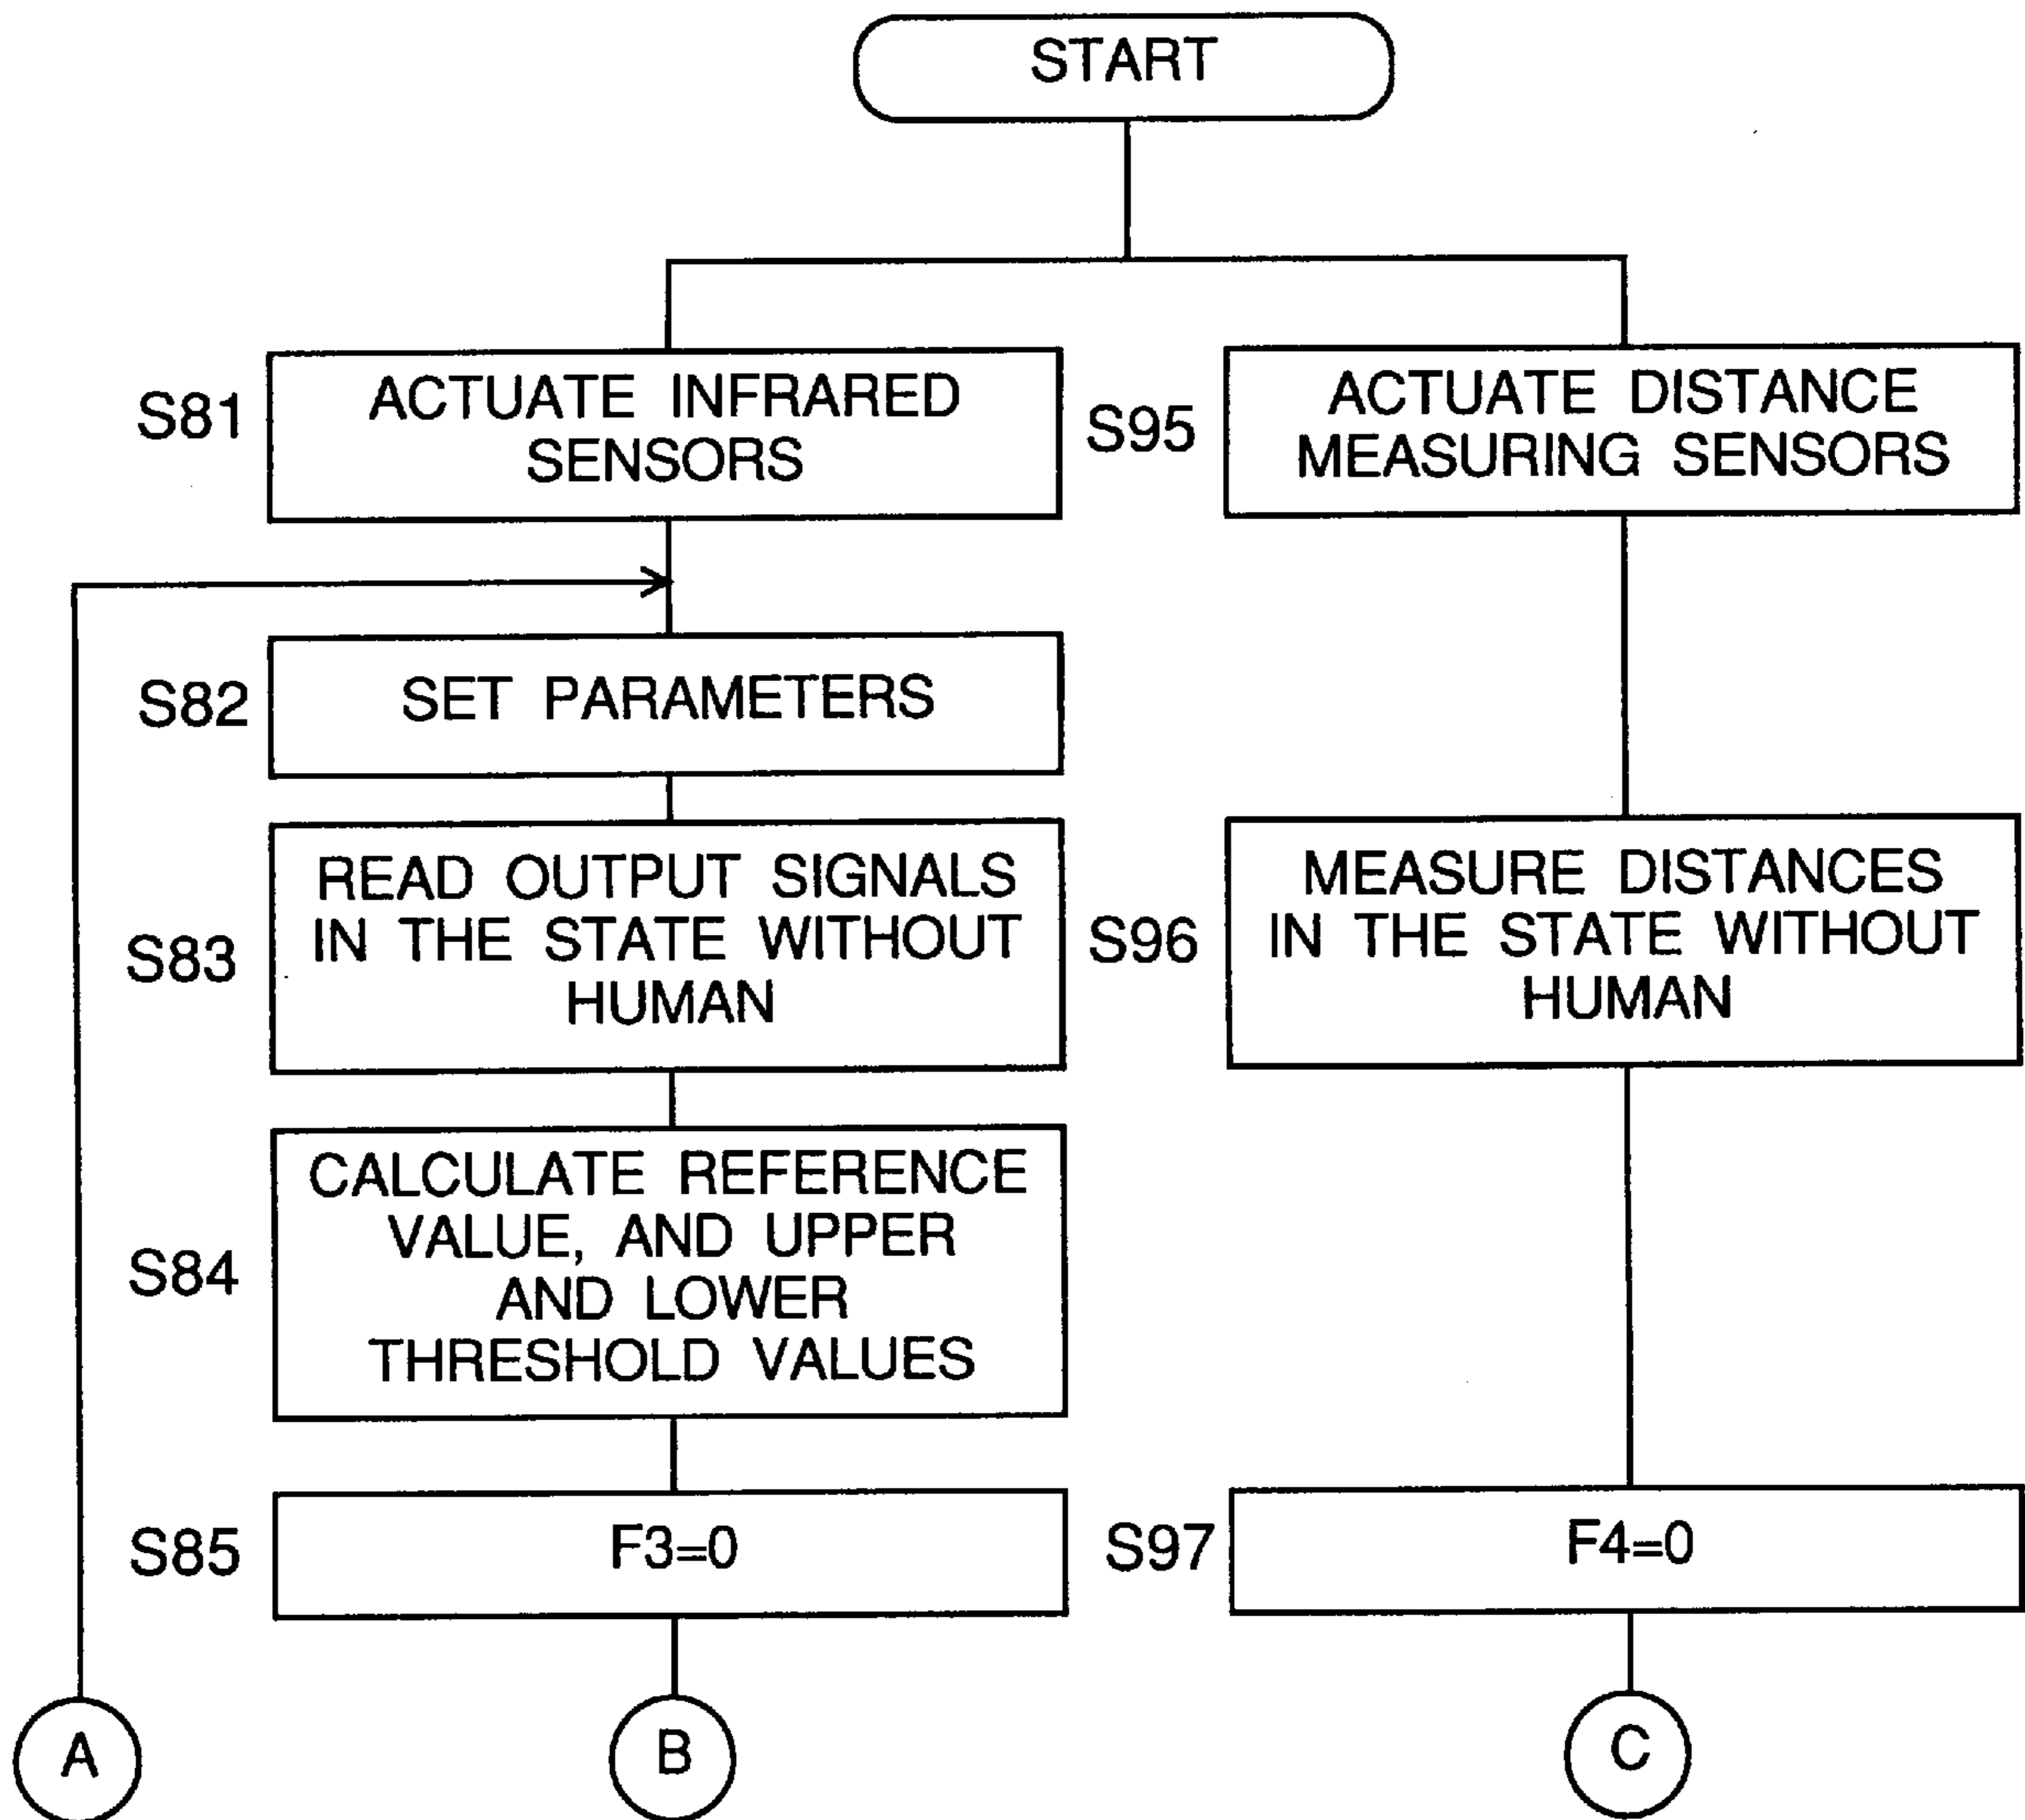 START
S81
ACTUATE INFRARED
SENSORS
S95
ACTUATE DISTANCE
MEASURING SENSORS
S82
SET PARAMETERS
S83
READ OUTPUT SIGNALS
IN THE STATE WITHOUT
HUMAN
S96
MEASURE DISTANCES
IN THE STATE WITHOUT
HUMAN
S84
CALCULATE REFERENCE
VALUE, AND UPPER
AND LOWER
THRESHOLD VALUES
S85
F3=0
S97
F4=0
A
B
C